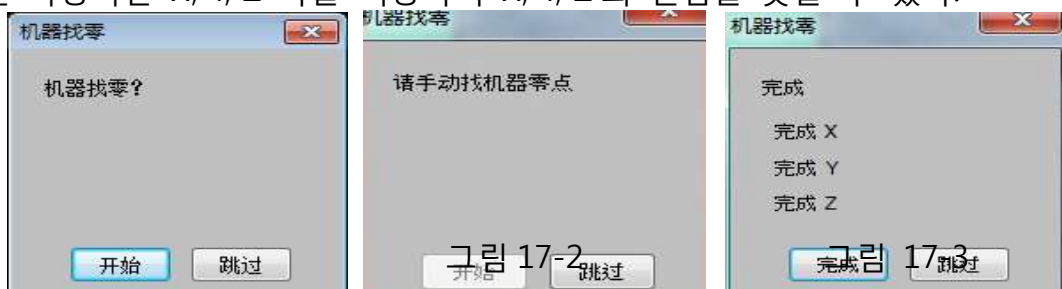 机器找零
机器找零?
开始 跳过
机器找零
请手动找机器零点
开始 跳过
그림 17-2
机器找零
完成
完成 X
完成 Y
完成 Z
完成 跳过
그림 17-3